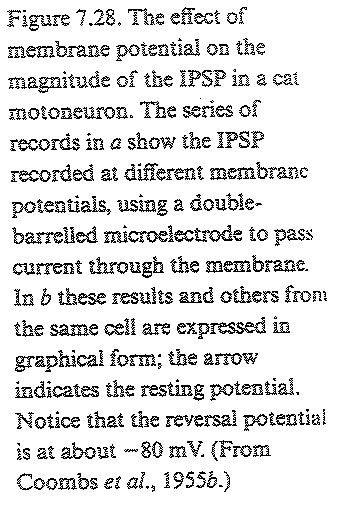 Figure 7.28. The effect of
membrane potential on the
magnitude of the IPSP in a cat
motoneuron. The series of
records in a show the IPSP
recorded at different membrane
potentials, using a double-
barrelled microelectrode to pass
current through the membrane.
In b these results and others from
the same cell are expressed in
graphical form; the arrow
indicates the resting potential.
Notice that the reversal potential
is at about −80 mV. (From
Coombs et al., 1955b.)